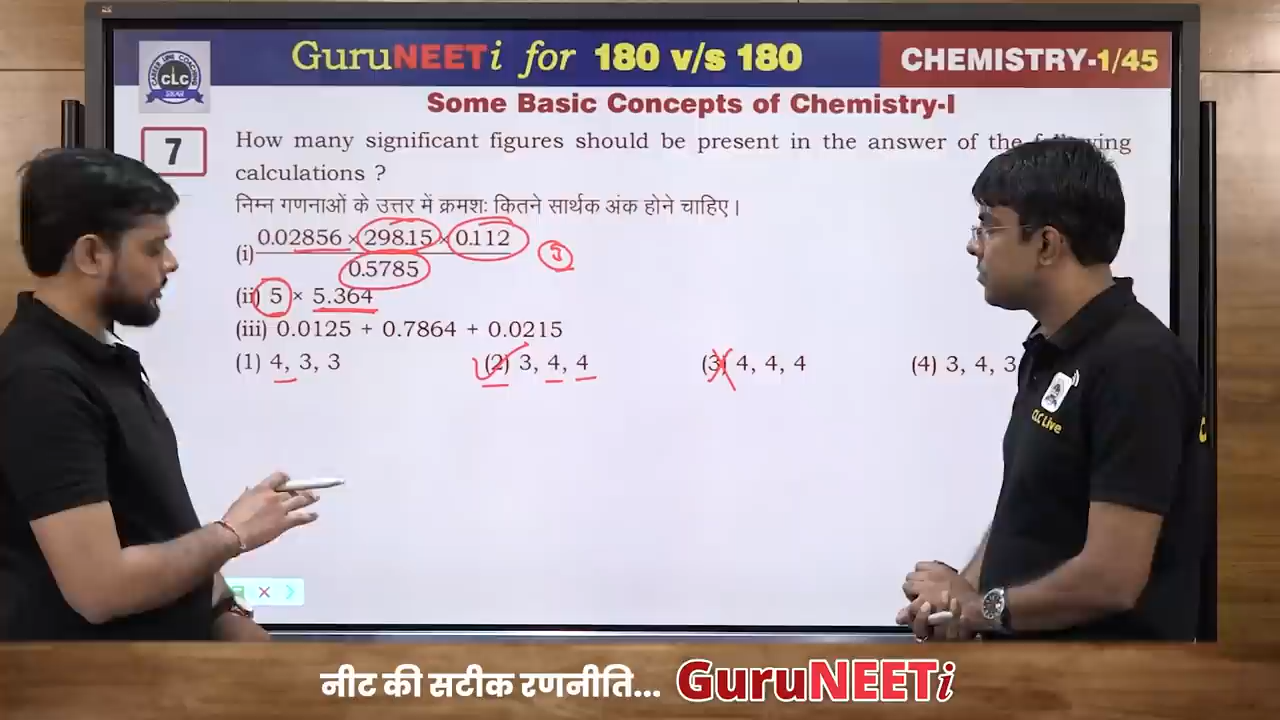 GuruNEETi for 180 v/s 180
CHEMISTRY-1/45
CLC
Some Basic Concepts of Chemistry-I
7
How many significant figures should be present in the answer of the following
calculations ?
निम्न गणनाओं के उत्तर में क्रमशः कितने सार्थक अंक होने चाहिए।
(i) 0.02856 × 298.15 × 0.112
0.5785
3
(ii) 5 × 5.364
(iii) 0.0125 + 0.7864 + 0.0215
(1) 4, 3, 3 (2) 3, 4, 4 (3) 4, 4, 4 (4) 3, 4, 3
CLC Live
नीट की सटीक रणनीति... GuruNEETi